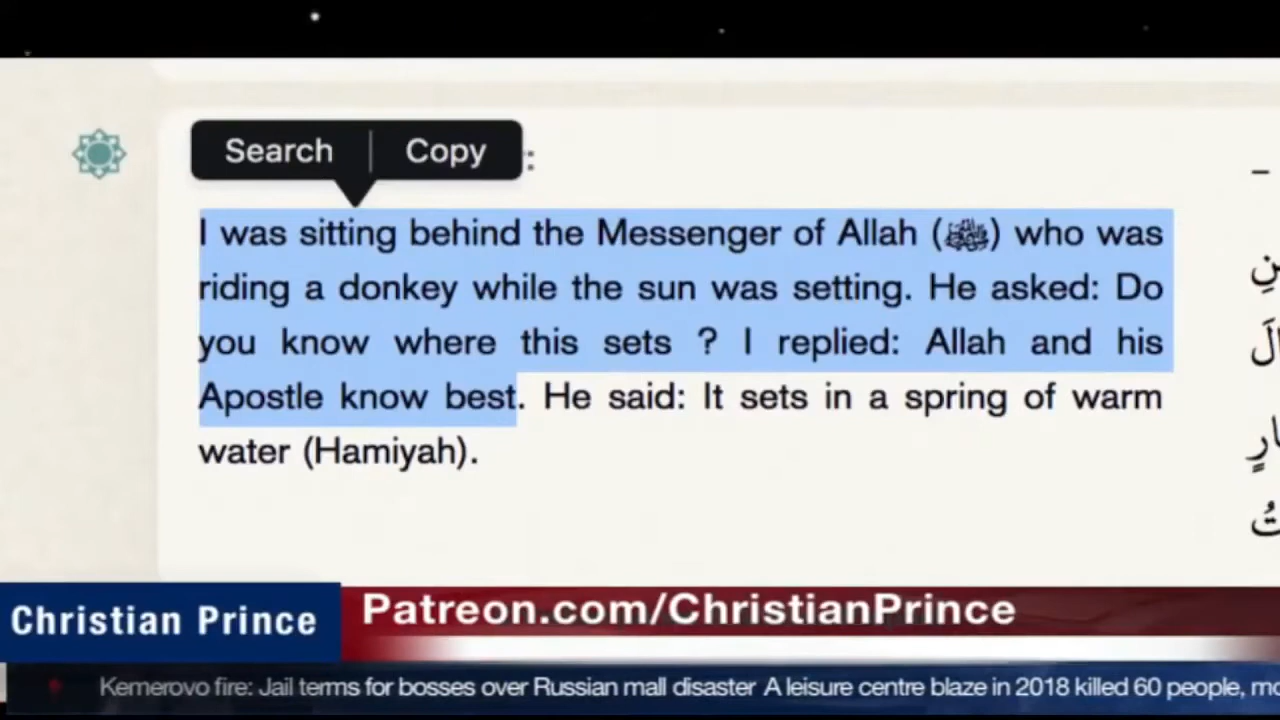 Search
Copy
:
I was sitting behind the Messenger of Allah (ﷺ) who was
riding a donkey while the sun was setting. He asked: Do
you know where this sets ? I replied: Allah and his
Apostle know best. He said: It sets in a spring of warm
water (Hamiyah).
Christian Prince
Patreon.com/ChristianPrince
Kemerovo fire: Jail terms for bosses over Russian mall disaster A leisure centre blaze in 2018 killed 60 people,